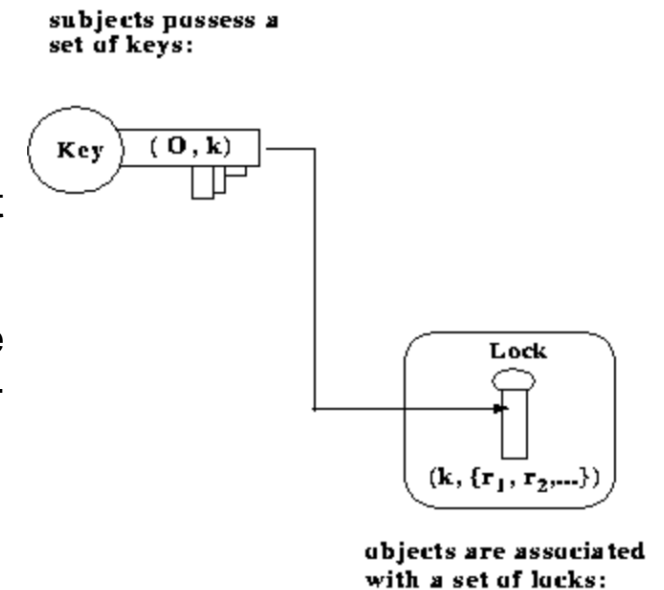 subjects possess a
set of keys:
Key
( O , k)
Lock
(k, {r₁, r₂,...})
objects are associated
with a set of locks: